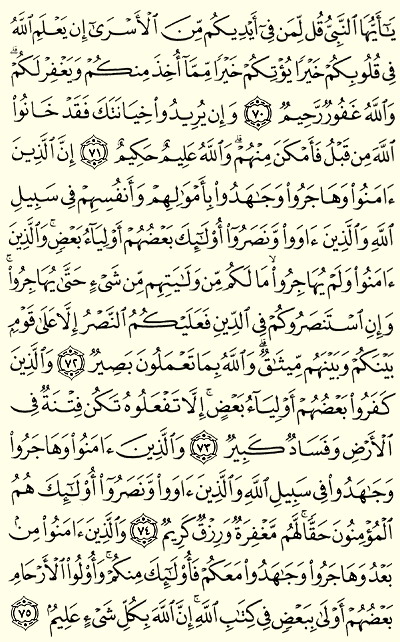 يَـٰٓأَيُّهَا ٱلنَّبِىُّ قُل لِّمَن فِىٓ أَيْدِيكُم مِّنَ ٱلْأَسْرَىٰٓ إِن يَعْلَمِ ٱللَّهُ
فِى قُلُوبِكُمْ خَيْرًا يُؤْتِكُمْ خَيْرًا مِّمَّآ أُخِذَ مِنكُمْ وَيَغْفِرْ لَكُمْ ۗ
وَٱللَّهُ غَفُورٌ رَّحِيمٌ ٧٠ وَإِن يُرِيدُوا۟ خِيَانَتَكَ فَقَدْ خَانُوا۟
ٱللَّهَ مِن قَبْلُ فَأَمْكَنَ مِنْهُمْ ۗ وَٱللَّهُ عَلِيمٌ حَكِيمٌ ٧١ إِنَّ ٱلَّذِينَ
ءَامَنُوا۟ وَهَاجَرُوا۟ وَجَـٰهَدُوا۟ بِأَمْوَٰلِهِمْ وَأَنفُسِهِمْ فِى سَبِيلِ
ٱللَّهِ وَٱلَّذِينَ ءَاوَوا۟ وَّنَصَرُوٓا۟ أُو۟لَـٰٓئِكَ بَعْضُهُمْ أَوْلِيَآءُ بَعْضٍ ۚ وَٱلَّذِينَ
ءَامَنُوا۟ وَلَمْ يُهَاجِرُوا۟ مَا لَكُم مِّن وَلَـٰيَتِهِم مِّن شَىْءٍ حَتَّىٰ يُهَاجِرُوا۟ ۚ
وَإِنِ ٱسْتَنصَرُوكُمْ فِى ٱلدِّينِ فَعَلَيْكُمُ ٱلنَّصْرُ إِلَّا عَلَىٰ قَوْمٍۭ
بَيْنَكُمْ وَبَيْنَهُم مِّيثَـٰقٌ ۗ وَٱللَّهُ بِمَا تَعْمَلُونَ بَصِيرٌ ٧٢ وَٱلَّذِينَ
كَفَرُوا۟ بَعْضُهُمْ أَوْلِيَآءُ بَعْضٍ ۚ إِلَّا تَفْعَلُوهُ تَكُن فِتْنَةٌ فِى
ٱلْأَرْضِ وَفَسَادٌ كَبِيرٌ ٧٣ وَٱلَّذِينَ ءَامَنُوا۟ وَهَاجَرُوا۟
وَجَـٰهَدُوا۟ فِى سَبِيلِ ٱللَّهِ وَٱلَّذِينَ ءَاوَوا۟ وَّنَصَرُوٓا۟ أُو۟لَـٰٓئِكَ هُمُ
ٱلْمُؤْمِنُونَ حَقًّا ۚ لَّهُم مَّغْفِرَةٌ وَرِزْقٌ كَرِيمٌ ٧٤ وَٱلَّذِينَ ءَامَنُوا۟ مِنۢ
بَعْدُ وَهَاجَرُوا۟ وَجَـٰهَدُوا۟ مَعَكُمْ فَأُو۟لَـٰٓئِكَ مِنكُمْ ۚ وَأُو۟لُوا۟ ٱلْأَرْحَامِ
بَعْضُهُمْ أَوْلَىٰ بِبَعْضٍ فِى كِتَـٰبِ ٱللَّهِ ۗ إِنَّ ٱللَّهَ بِكُلِّ شَىْءٍ عَلِيمٌۢ ٧٥